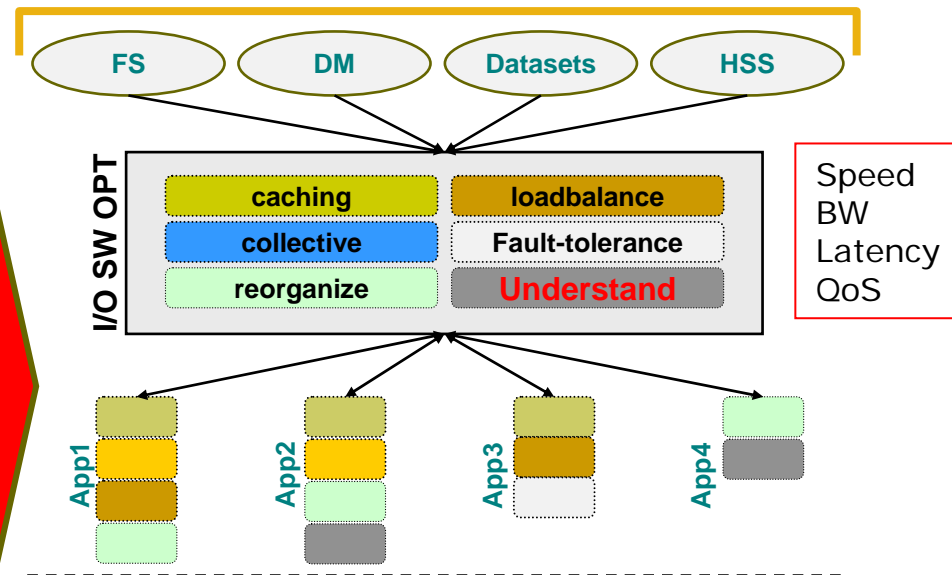 FS
DM
Datasets
HSS
I/O SW OPT
caching
loadbalance
collective
Fault-tolerance
reorganize
Understand
Speed
BW
Latency
QoS
App1
App2
App3
App4